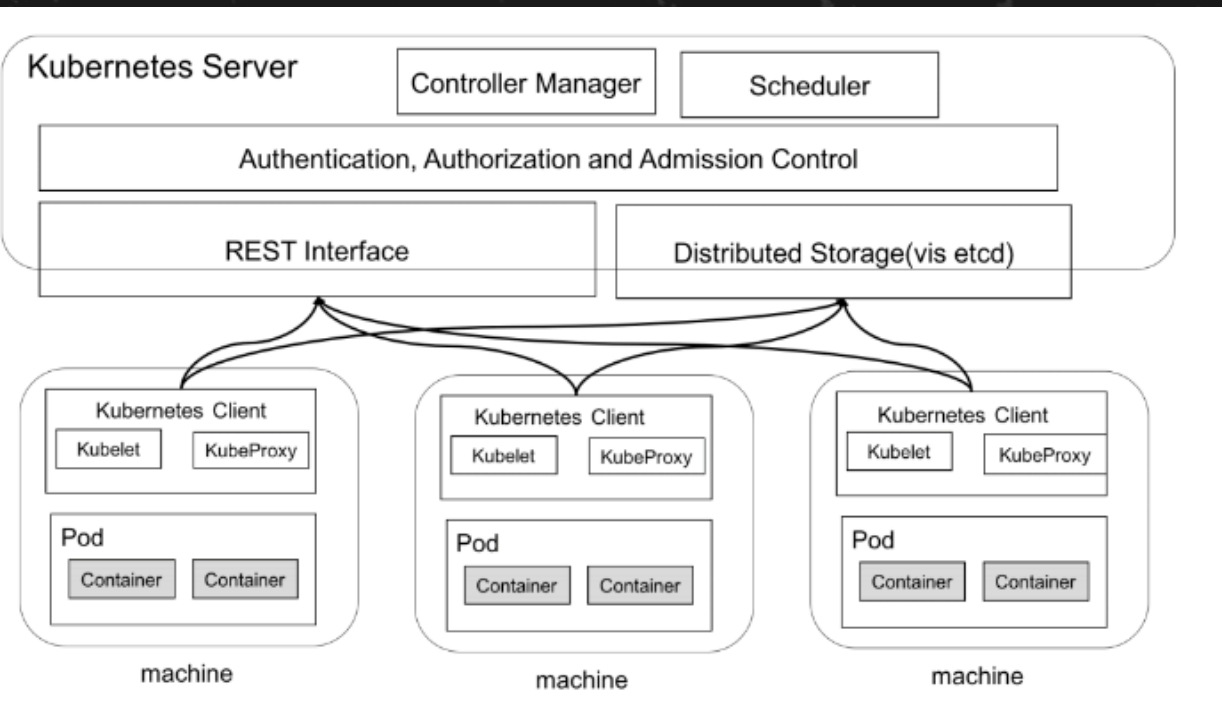 Kubernetes Server
Controller Manager
Scheduler
Authentication, Authorization and Admission Control
REST Interface
Distributed Storage(vis etcd)
Kubernetes Client
Kubelet
KubeProxy
Pod
Container
Container
machine
Kubernetes Client
Kubelet
KubeProxy
Pod
Container
Container
machine
Kubernetes Client
Kubelet
KubeProxy
Pod
Container
Container
machine